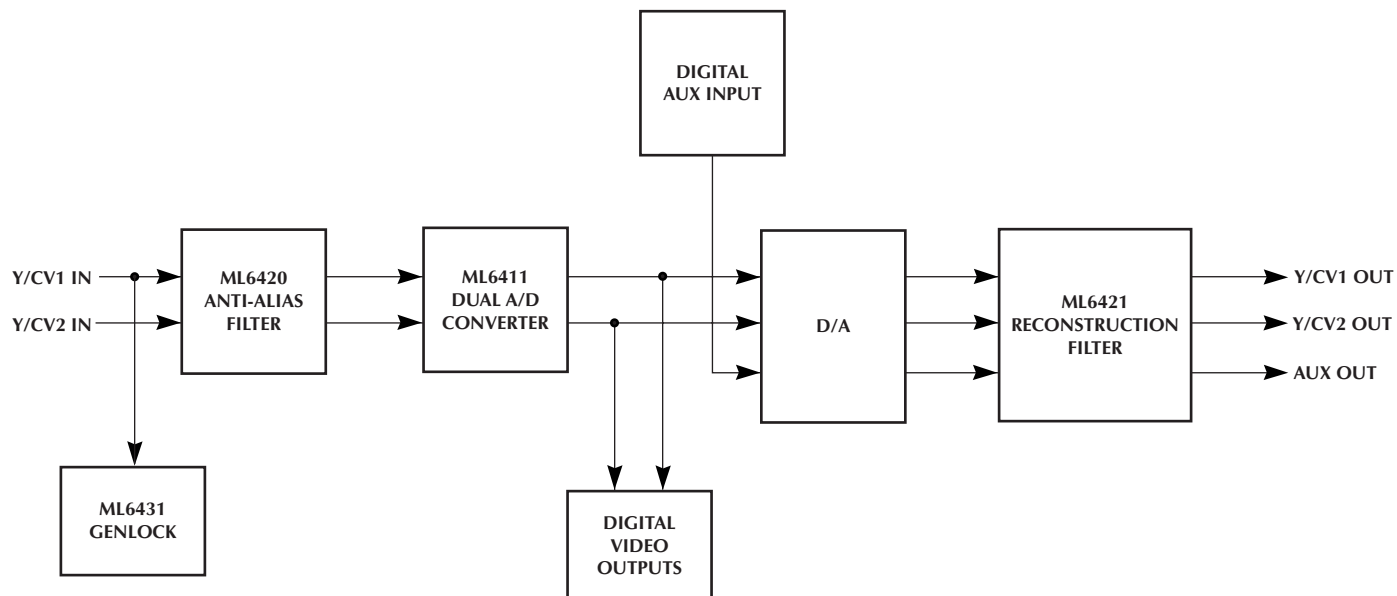 DIGITAL
AUX INPUT
Y/CV1 IN
Y/CV2 IN
ML6420
ANTI-ALIAS
FILTER
ML6411
DUAL A/D
CONVERTER
D/A
ML6421
RECONSTRUCTION
FILTER
Y/CV1 OUT
Y/CV2 OUT
AUX OUT
ML6431
GENLOCK
DIGITAL
VIDEO
OUTPUTS